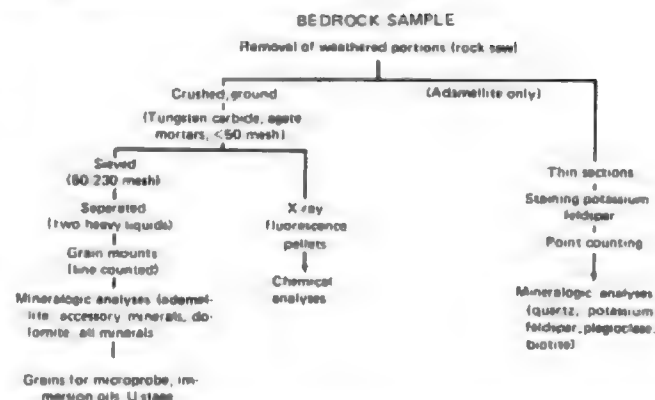 BEDROCK SAMPLE
Removal of weathered portions (rock saw)
Crushed, ground
(Tungsten carbide, agate
mortars, <50 mesh)
(Adamellite only)
Sieved
(60 230 mesh)
Separated
(two heavy liquids)
Grain mounts
(line counted)
Mineralogic analyses (adamel-
lite accessory minerals, do-
lomite all minerals
Grains for microprobe, im-
mersion oils, U stage
X ray
fluorescence
pellets
Chemical
analyses
Thin sections
Staining potassium
feldspar
Point counting
Mineralogic analyses
(quartz, potassium
feldspar, plagioclase,
biotite)